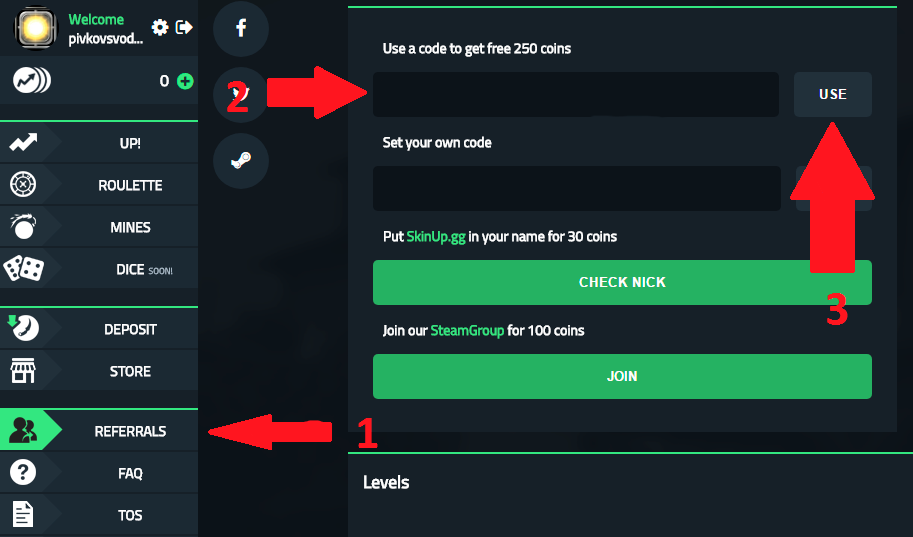 Welcome
pivkovsvod...
0
UP!
ROULETTE
MINES
DICE SOON!
DEPOSIT
STORE
REFERRALS
FAQ
TOS
Use a code to get free 250 coins
2
USE
Set your own code
Put SkinUp.gg in your name for 30 coins
CHECK NICK
3
Join our SteamGroup for 100 coins
JOIN
1
Levels